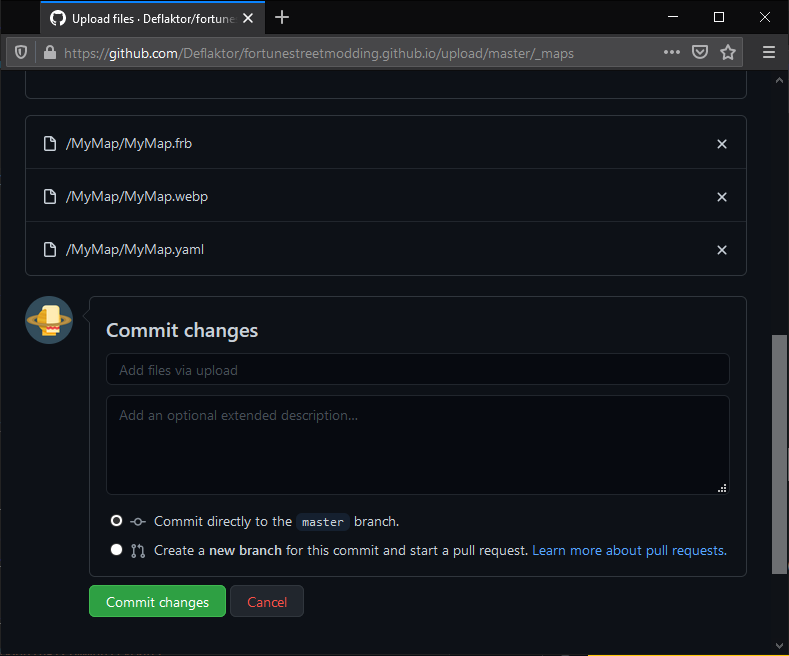 Upload files · Deflaktor/fortune
https://github.com/Deflaktor/fortunestreetmodding.github.io/upload/master/_maps
/MyMap/MyMap.frb
/MyMap/MyMap.webp
/MyMap/MyMap.yaml
Commit changes
Add files via upload
Add an optional extended description...
Commit directly to the master branch.
Create a new branch for this commit and start a pull request. Learn more about pull requests.
Commit changes Cancel